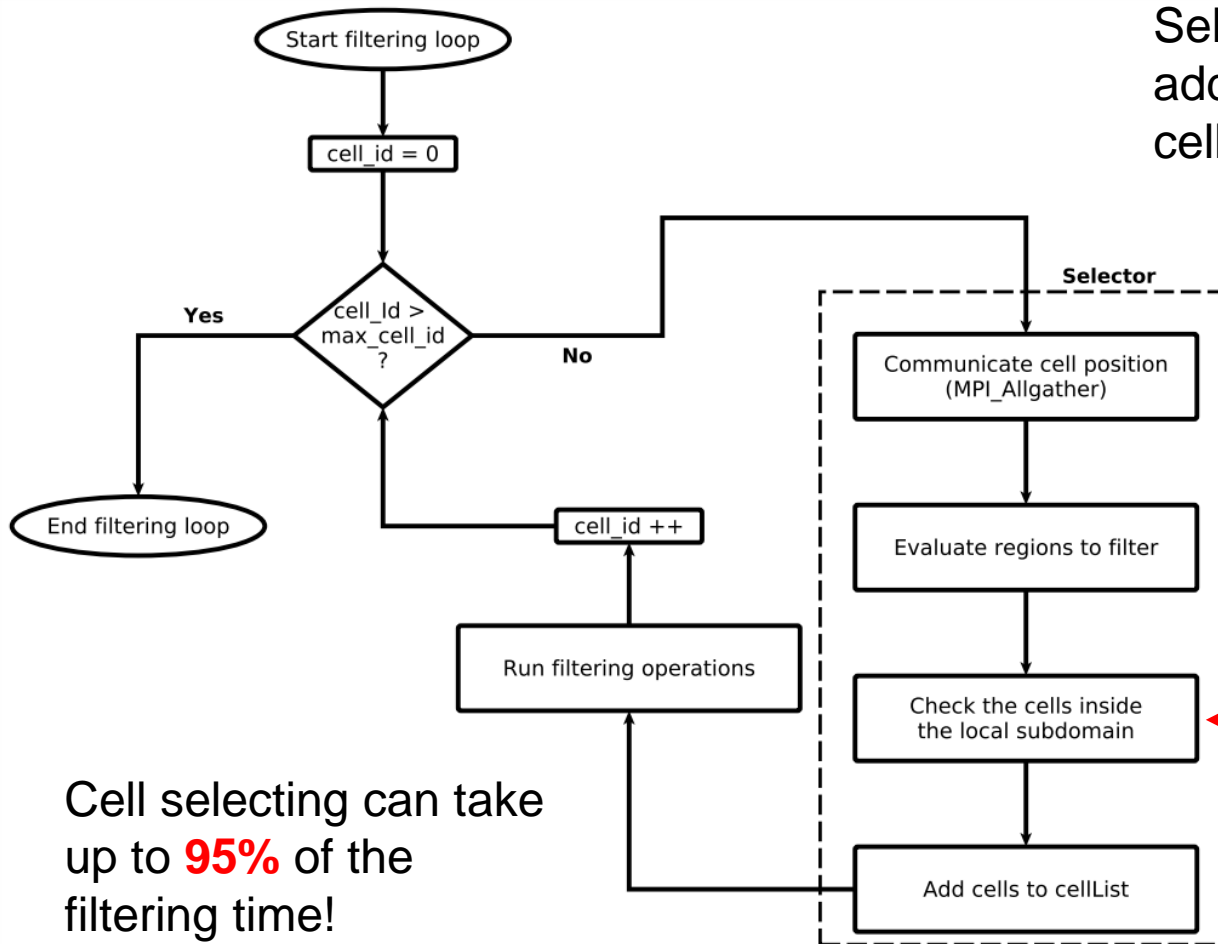 Start filtering loop
cell_id = 0
cell_Id >
max_cell_id
?
Yes
No
End filtering loop
Selector
Communicate cell position
(MPI_Allgather)
Evaluate regions to filter
Check the cells inside
the local subdomain
Add cells to cellList
Run filtering operations
cell_id ++
Cell selecting can take
up to 95% of the
filtering time!